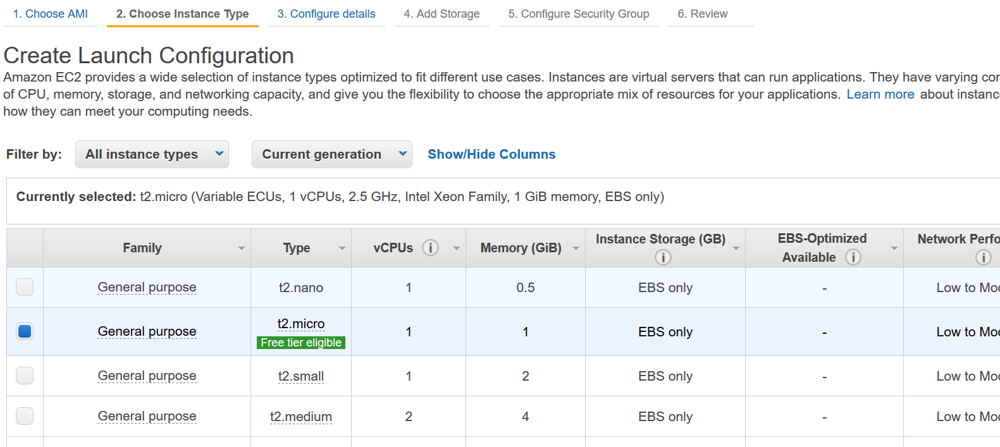 1. Choose AMI 2. Choose Instance Type 3. Configure details 4. Add Storage 5. Configure Security Group 6. Review
Create Launch Configuration
Amazon EC2 provides a wide selection of instance types optimized to fit different use cases. Instances are virtual servers that can run applications. They have varying
of CPU, memory, storage, and networking capacity, and give you the flexibility to choose the appropriate mix of resources for your applications. Learn more about
how they can meet your computing needs.
Filter by: All instance types Current generation Show/Hide Columns
Currently selected: t2.micro (Variable ECUs, 1 vCPUs, 2.5 GHz, Intel Xeon Family, 1 GiB memory, EBS only)
Family Type vCPUs Memory (GiB) Instance Storage (GB) EBS-Optimized Available Network
General purpose t2.nano 1 0.5 EBS only - Low to
General purpose t2.micro Free tier eligible 1 1 EBS only - Low to
General purpose t2.small 1 2 EBS only - Low to
General purpose t2.medium 2 4 EBS only - Low to